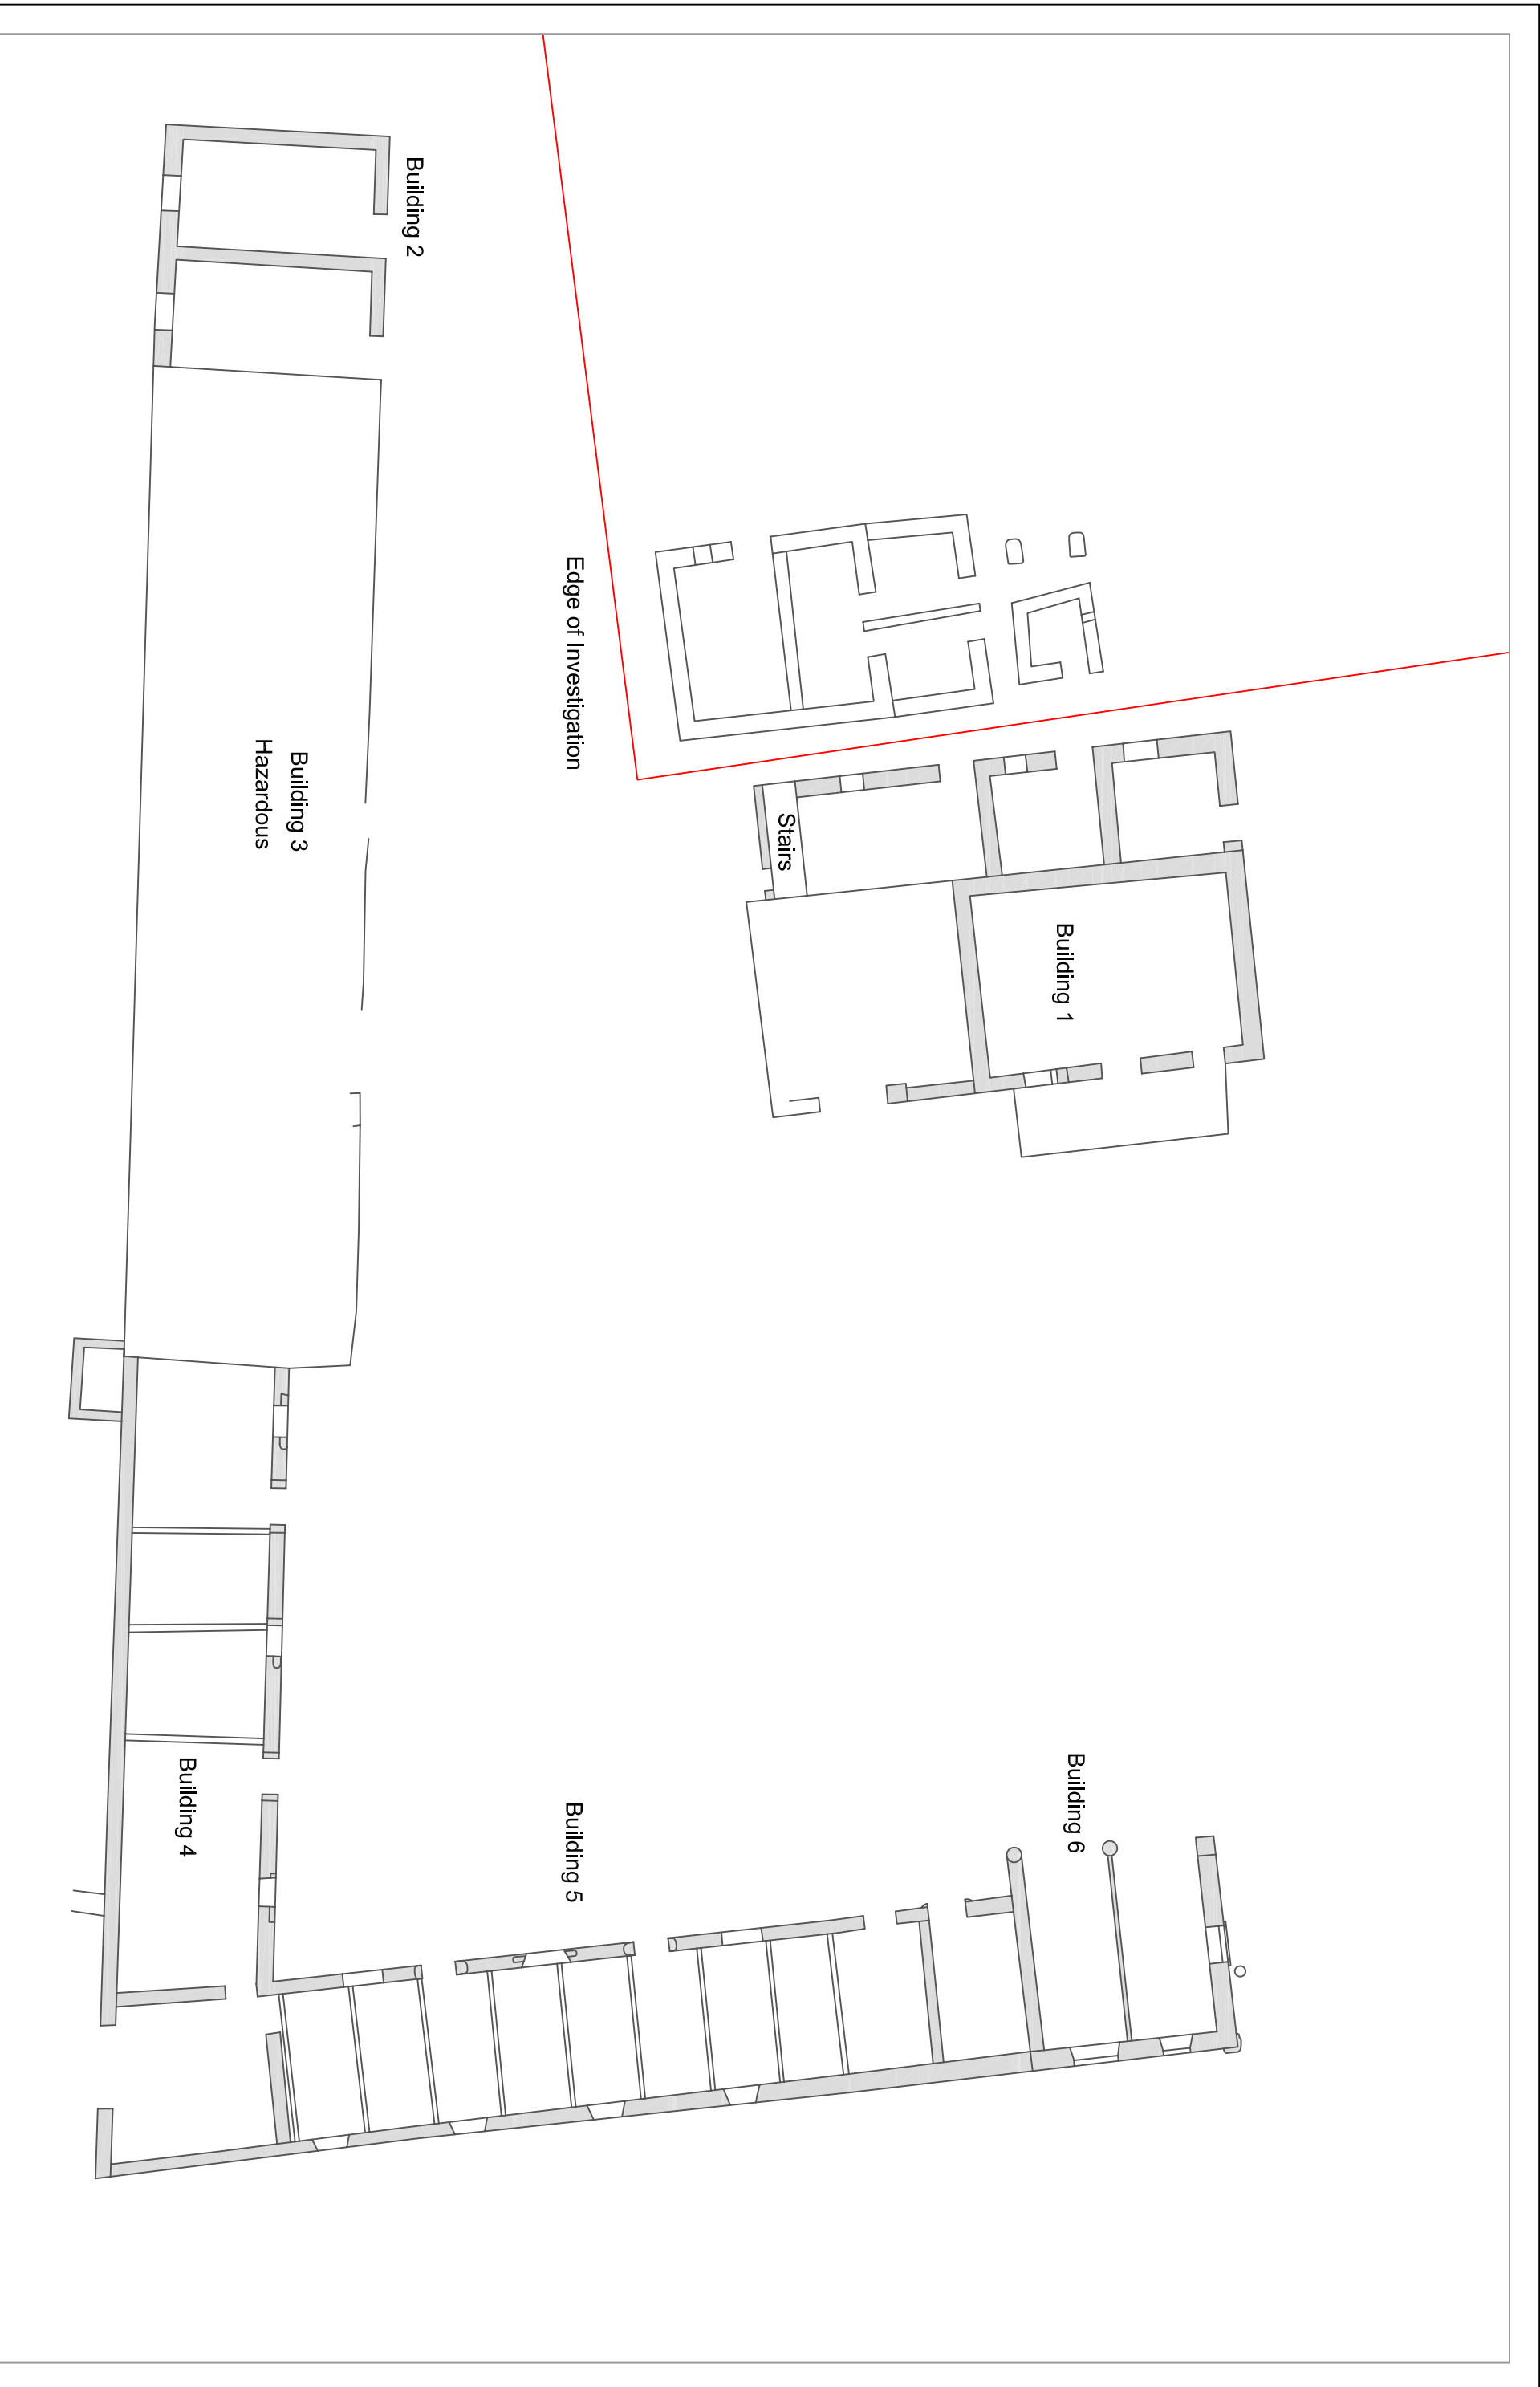 Building 2
Edge of Investigation
Building 3
Hazardous
Stairs
Building 1
Building 6
Building 5
Building 4